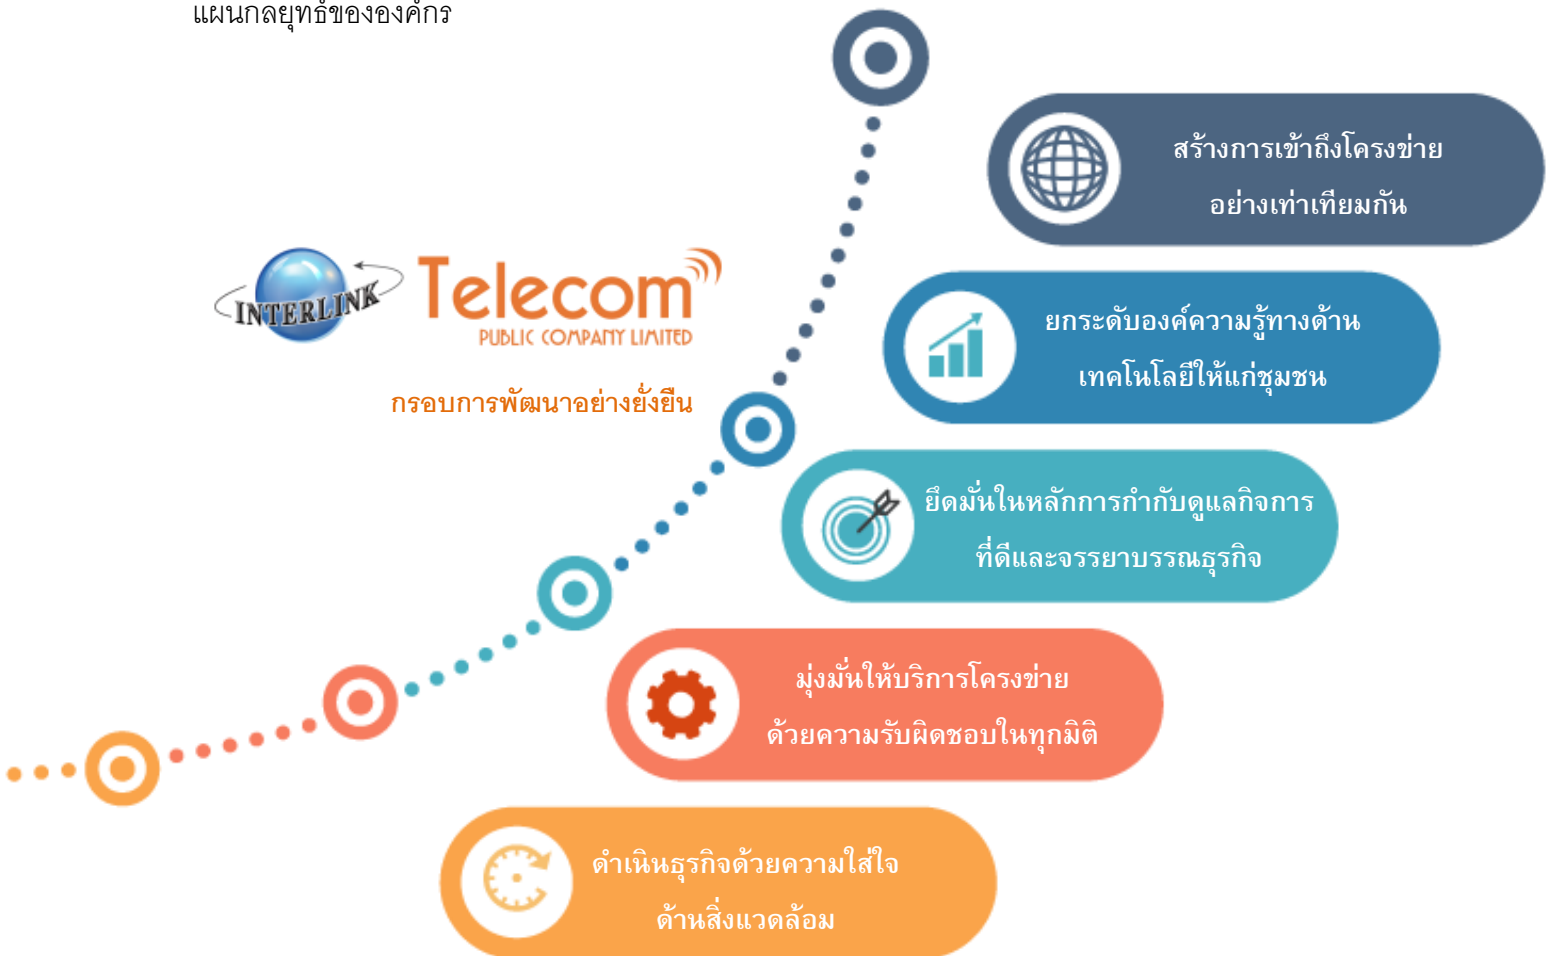 แผนกลยุทธ์ขององค์กร
สร้างการเข้าถึงโครงข่าย
อย่างเท่าเทียมกัน
INTERLINK Telecom
PUBLIC COMPANY LIMITED
กรอบการพัฒนาอย่างยั่งยืน
ยกระดับองค์ความรู้ทางด้าน
เทคโนโลยีให้แก่ชุมชน
ยึดมั่นในหลักการกำกับดูแลกิจการ
ที่ดีและจรรยาบรรณธุรกิจ
มุ่งมั่นให้บริการโครงข่าย
ด้วยความรับผิดชอบในทุกมิติ
ดำเนินธุรกิจด้วยความใส่ใจ
ด้านสิ่งแวดล้อม